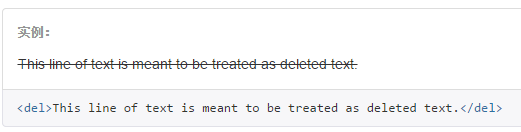 实例：
This line of text is meant to be treated as deleted text.
<del>This line of text is meant to be treated as deleted text.</del>